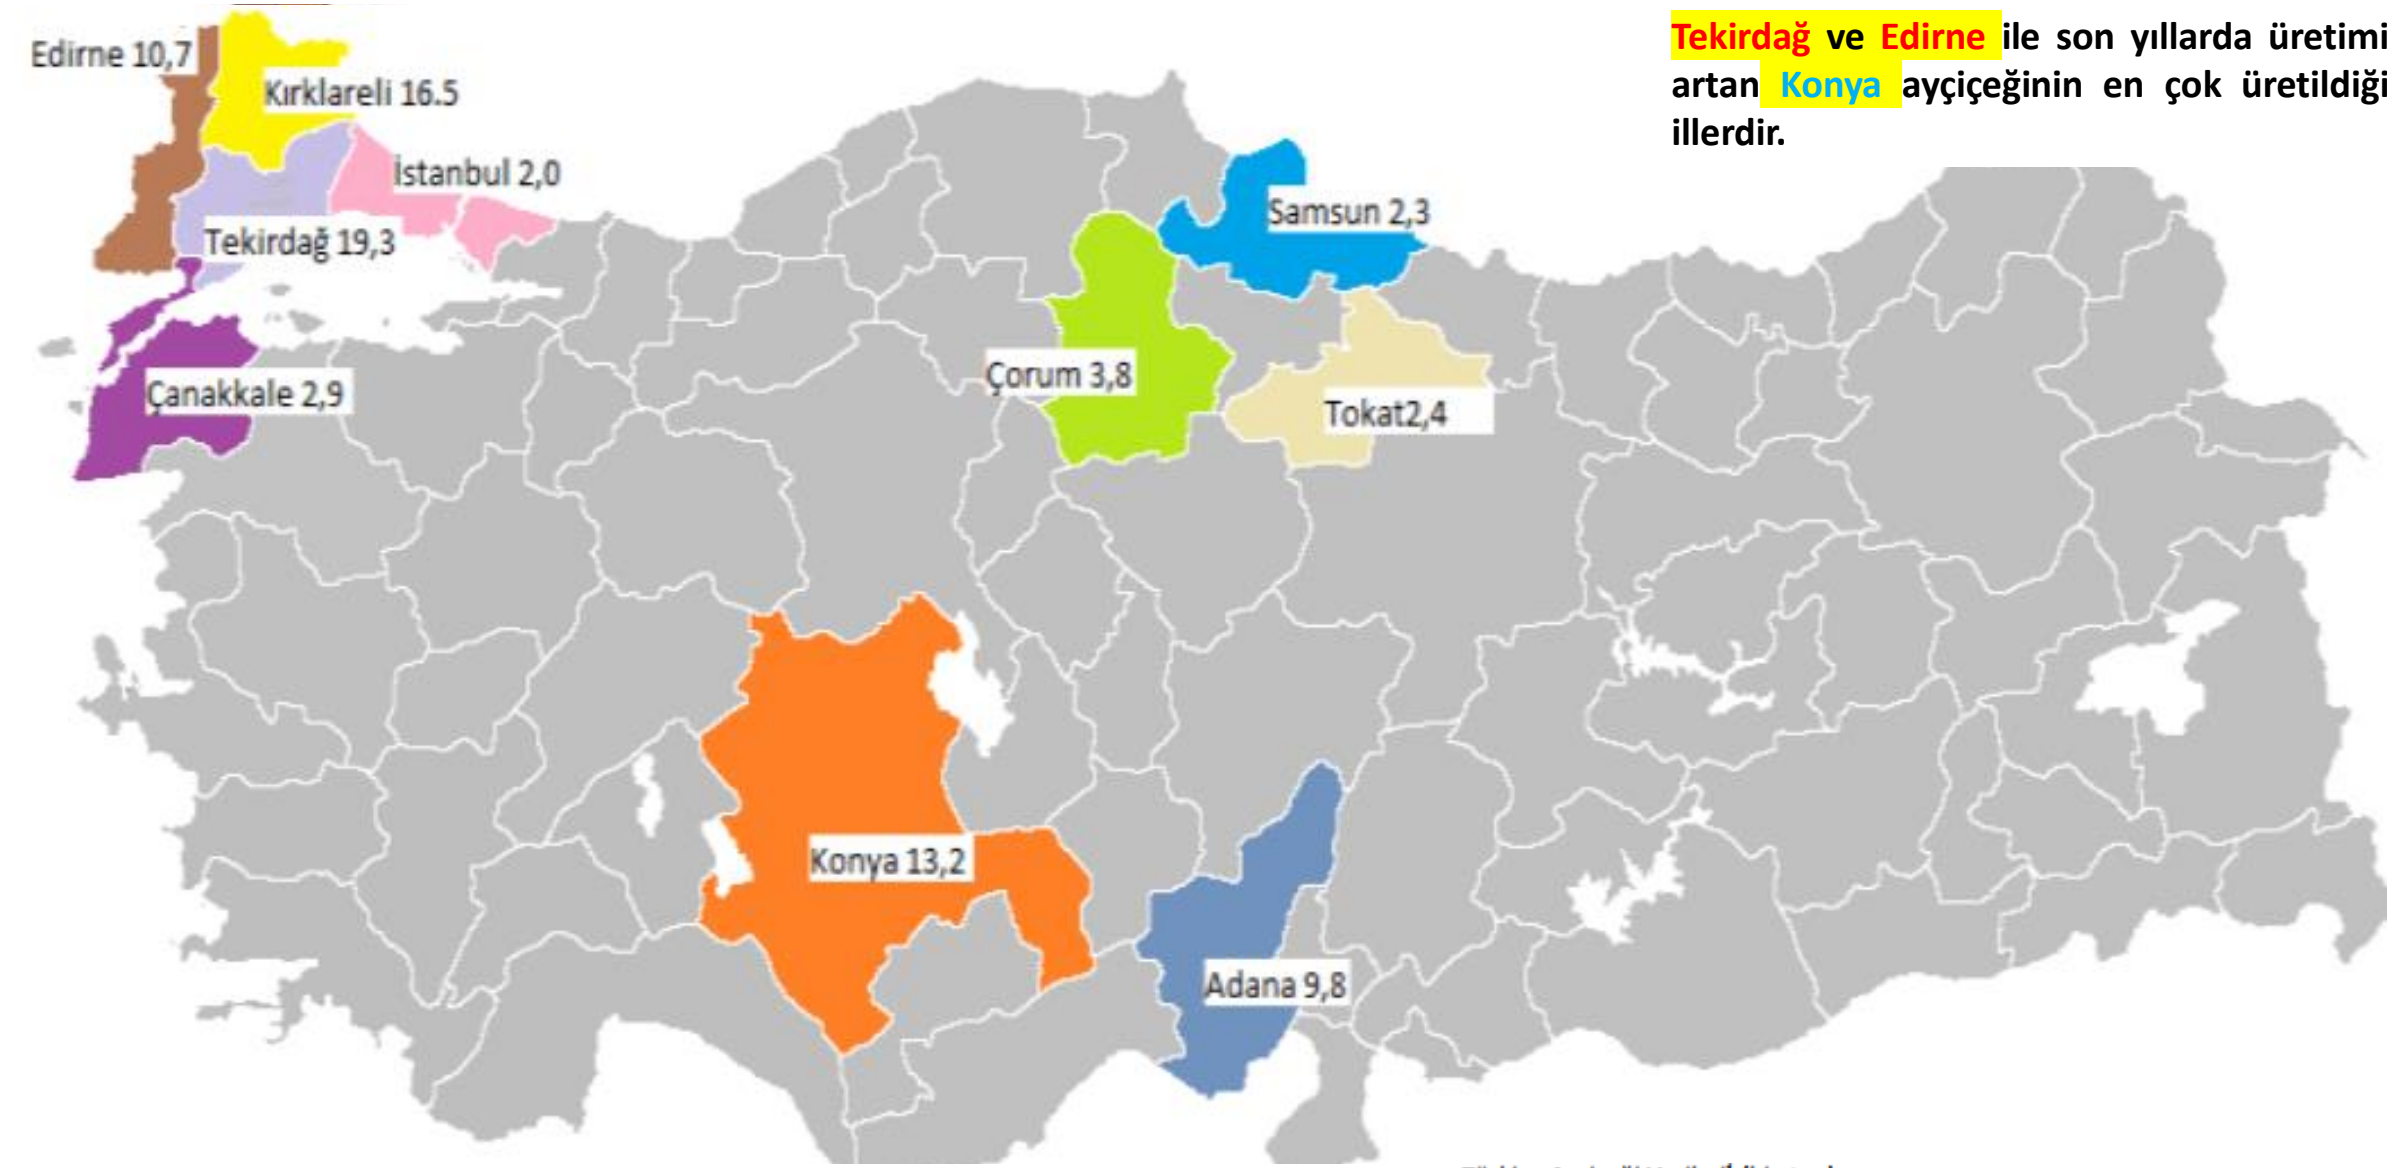 Tekirdağ ve Edirne ile son yıllarda üretimi
artan Konya ayçiçeğinin en çok üretildiği
illerdir.
Edirne 10,7
Kırklareli 16.5
İstanbul 2,0
Tekirdağ 19,3
Samsun 2,3
Çanakkale 2,9
Çorum 3,8
Tokat2,4
Konya 13,2
Adana 9,8